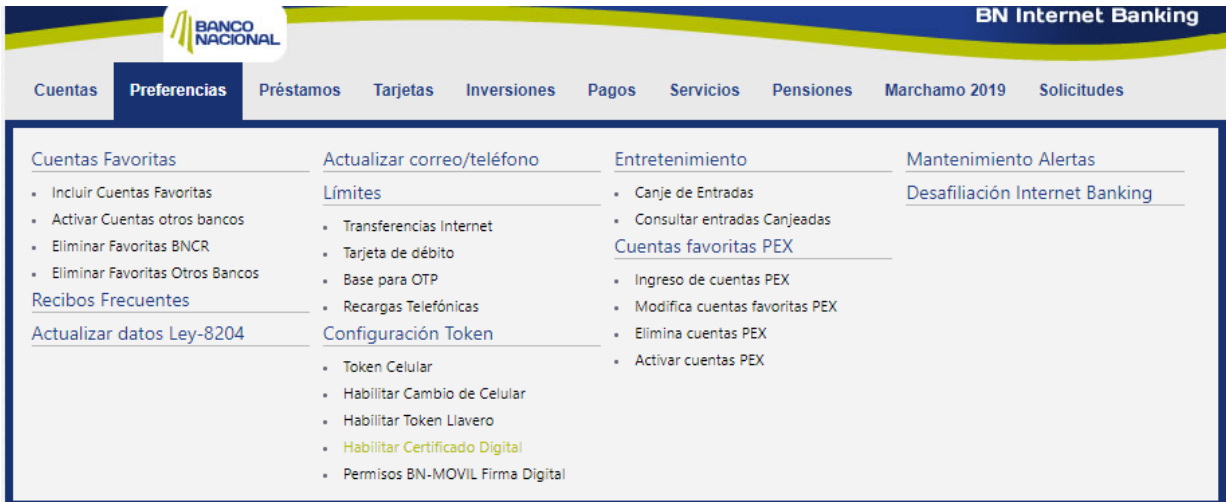 BANCO
NACIONAL
BN Internet Banking
Cuentas Preferencias Préstamos Tarjetas Inversiones Pagos Servicios Pensiones Marchamo 2019 Solicitudes
Cuentas Favoritas
Incluir Cuentas Favoritas
Activar Cuentas otros bancos
Eliminar Favoritas BNCR
Eliminar Favoritas Otros Bancos
Recibos Frecuentes
Actualizar datos Ley-8204
Actualizar correo/teléfono
Límites
Transferencias Internet
Tarjeta de débito
Base para OTP
Recargas Telefónicas
Configuración Token
Token Celular
Habilitar Cambio de Celular
Habilitar Token Llavero
Habilitar Certificado Digital
Permisos BN-MOVIL Firma Digital
Entretenimiento
Canje de Entradas
Consultar entradas Canjeadas
Cuentas favoritas PEX
Ingreso de cuentas PEX
Modifica cuentas favoritas PEX
Elimina cuentas PEX
Activar cuentas PEX
Mantenimiento Alertas
Desafiliación Internet Banking